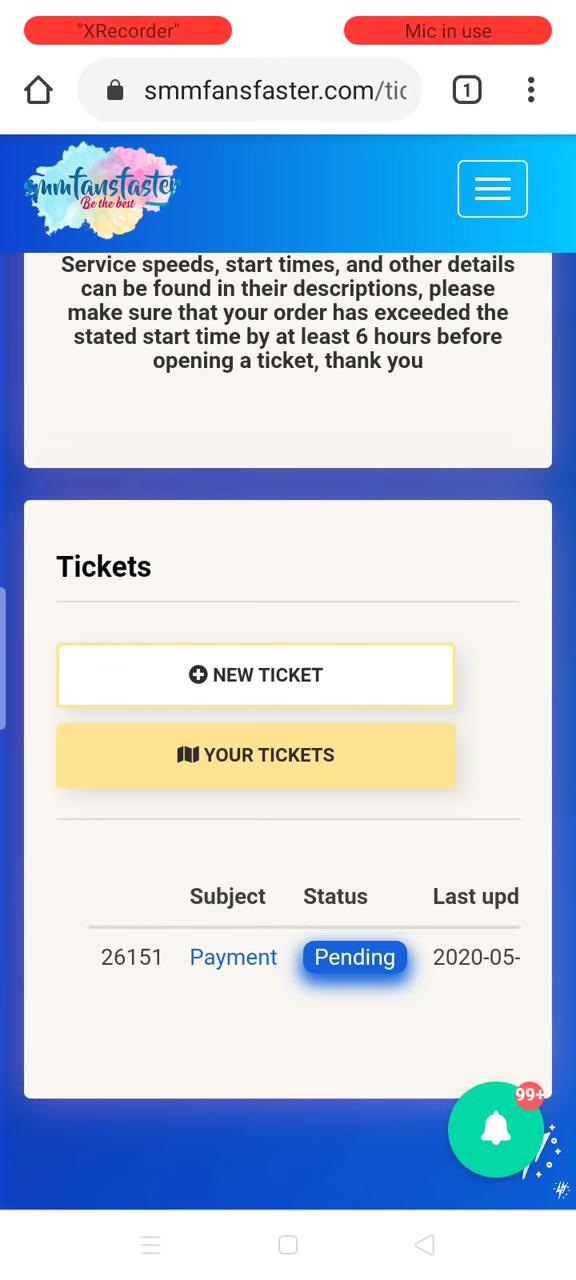 "XRecorder"
Mic in use
smmfansfaster.com/tic
1
smmfansfaster
Be the best
Service speeds, start times, and other details
can be found in their descriptions, please
make sure that your order has exceeded the
stated start time by at least 6 hours before
opening a ticket, thank you
Tickets
NEW TICKET
YOUR TICKETS
Subject Status Last upd
26151 Payment Pending 2020-05-
99+